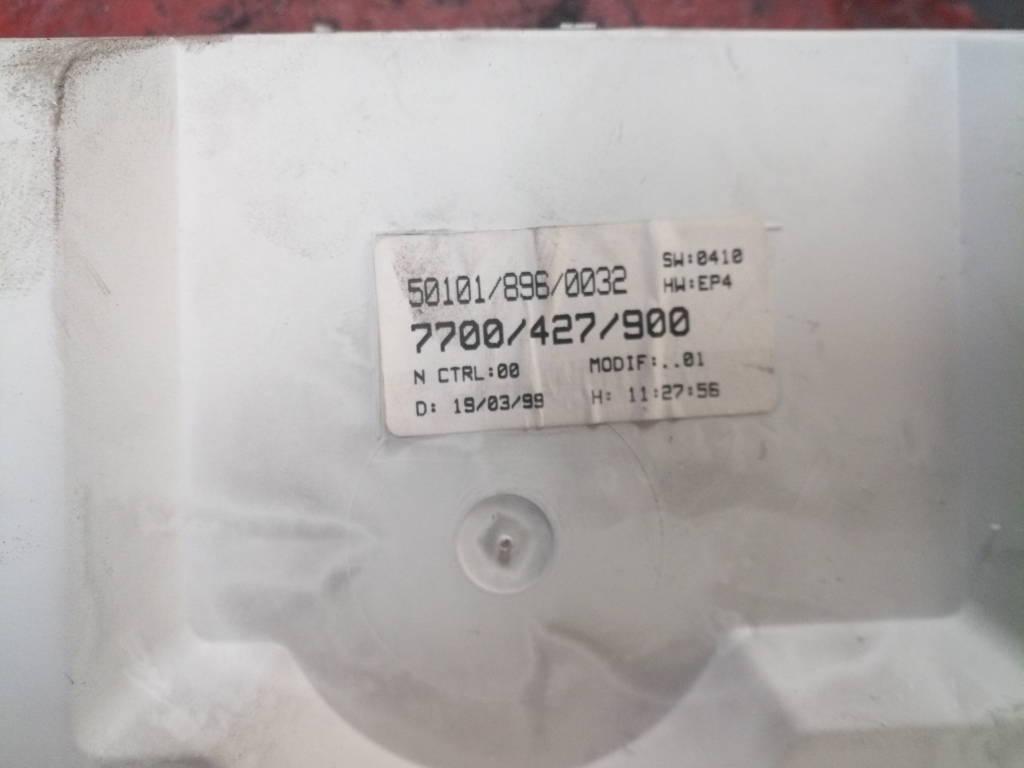 50101/896/0032 SW:0410
HW:EP4
7700/427/900
N CTRL:00 MODIF:..01
D: 19/03/99 H: 11:27:56